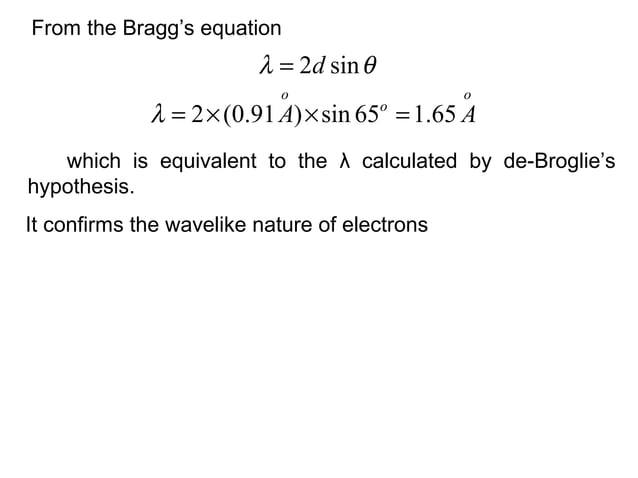 From the Bragg’s equation
λ = 2d sin θ
λ = 2×(0.91 Å)×sin 65° = 1.65 Å
which is equivalent to the λ calculated by de-Broglie’s
hypothesis.
It confirms the wavelike nature of electrons